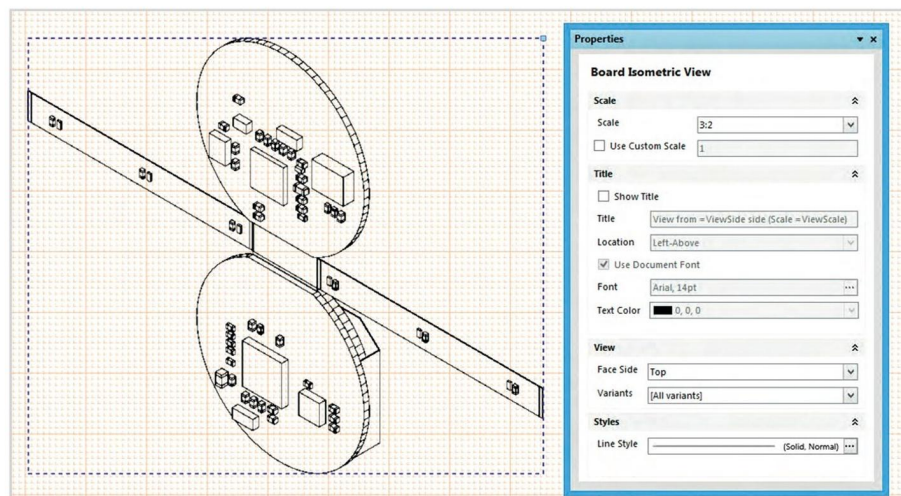 Properties
Board Isometric View
Scale
Scale 3:2
Use Custom Scale 1
Title
Show Title
Title View from =ViewSide side (Scale =ViewScale)
Location Left-Above
Use Document Font
Font Arial, 14pt ...
Text Color 0, 0, 0
View
Face Side Top
Variants [All variants]
Styles
Line Style (Solid, Normal) ...